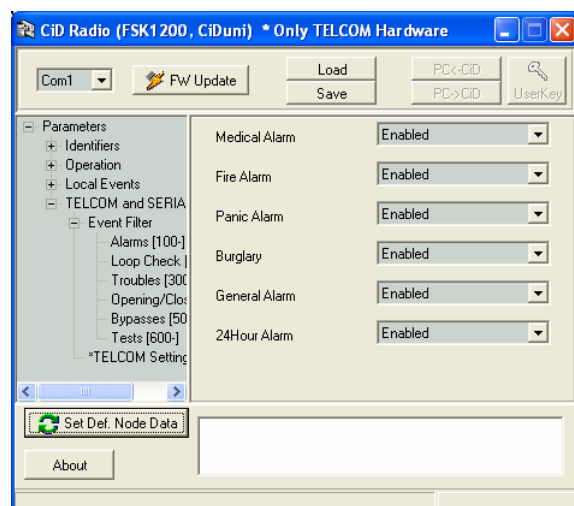 CiD Radio (FSK1200, CiDuni) * Only TELCOM Hardware
Com1
FW Update
Load
Save
PC<-CiD
PC->CiD
UserKey
Parameters
Identifiers
Operation
Local Events
TELCOM and SERIA
Event Filter
Alarms [100-]
Loop Check [
Troubles [300
Opening/Clos
Bypasses [50
Tests [600-]
*TELCOM Setting
Medical Alarm Enabled
Fire Alarm Enabled
Panic Alarm Enabled
Burglary Enabled
General Alarm Enabled
24Hour Alarm Enabled
Set Def. Node Data
About